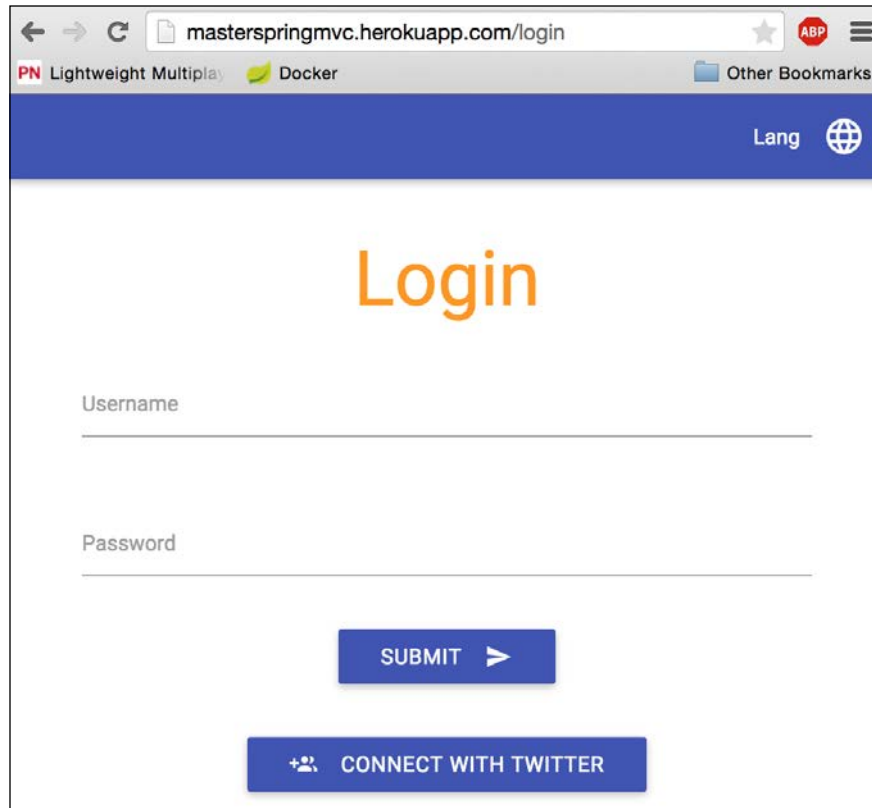 masterspringmvc.herokuapp.com/login
ABP
PN Lightweight Multipla Docker Other Bookmarks
Lang
Login
Username
Password
SUBMIT
CONNECT WITH TWITTER